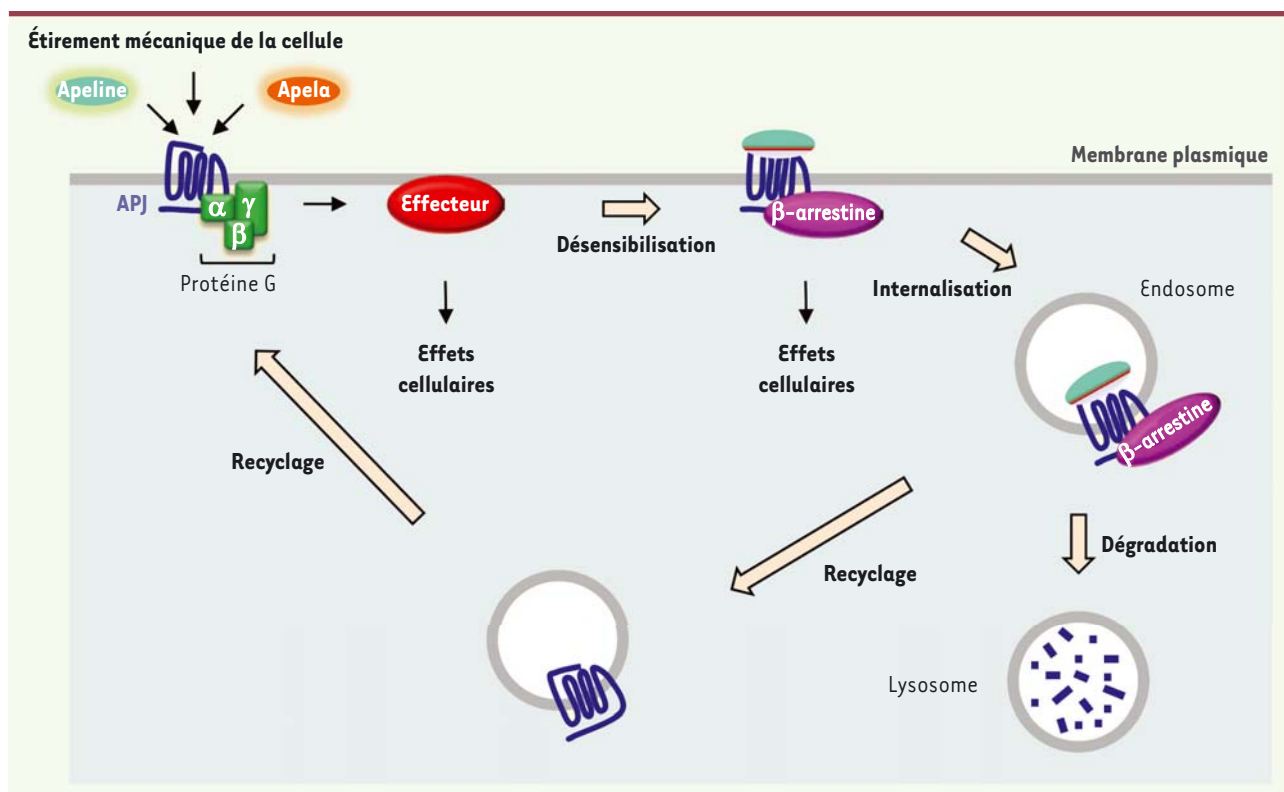 Étirement mécanique de la cellule
Apeline
Apela
Membrane plasmique
APJ
α
γ
β
Effecteur
β-arrestine
Désensibilisation
Protéine G
Internalisation
Endosome
Effets
cellulaires
Effets
cellulaires
β-arrestine
Recyclage
Dégradation
Recyclage
Lysosome